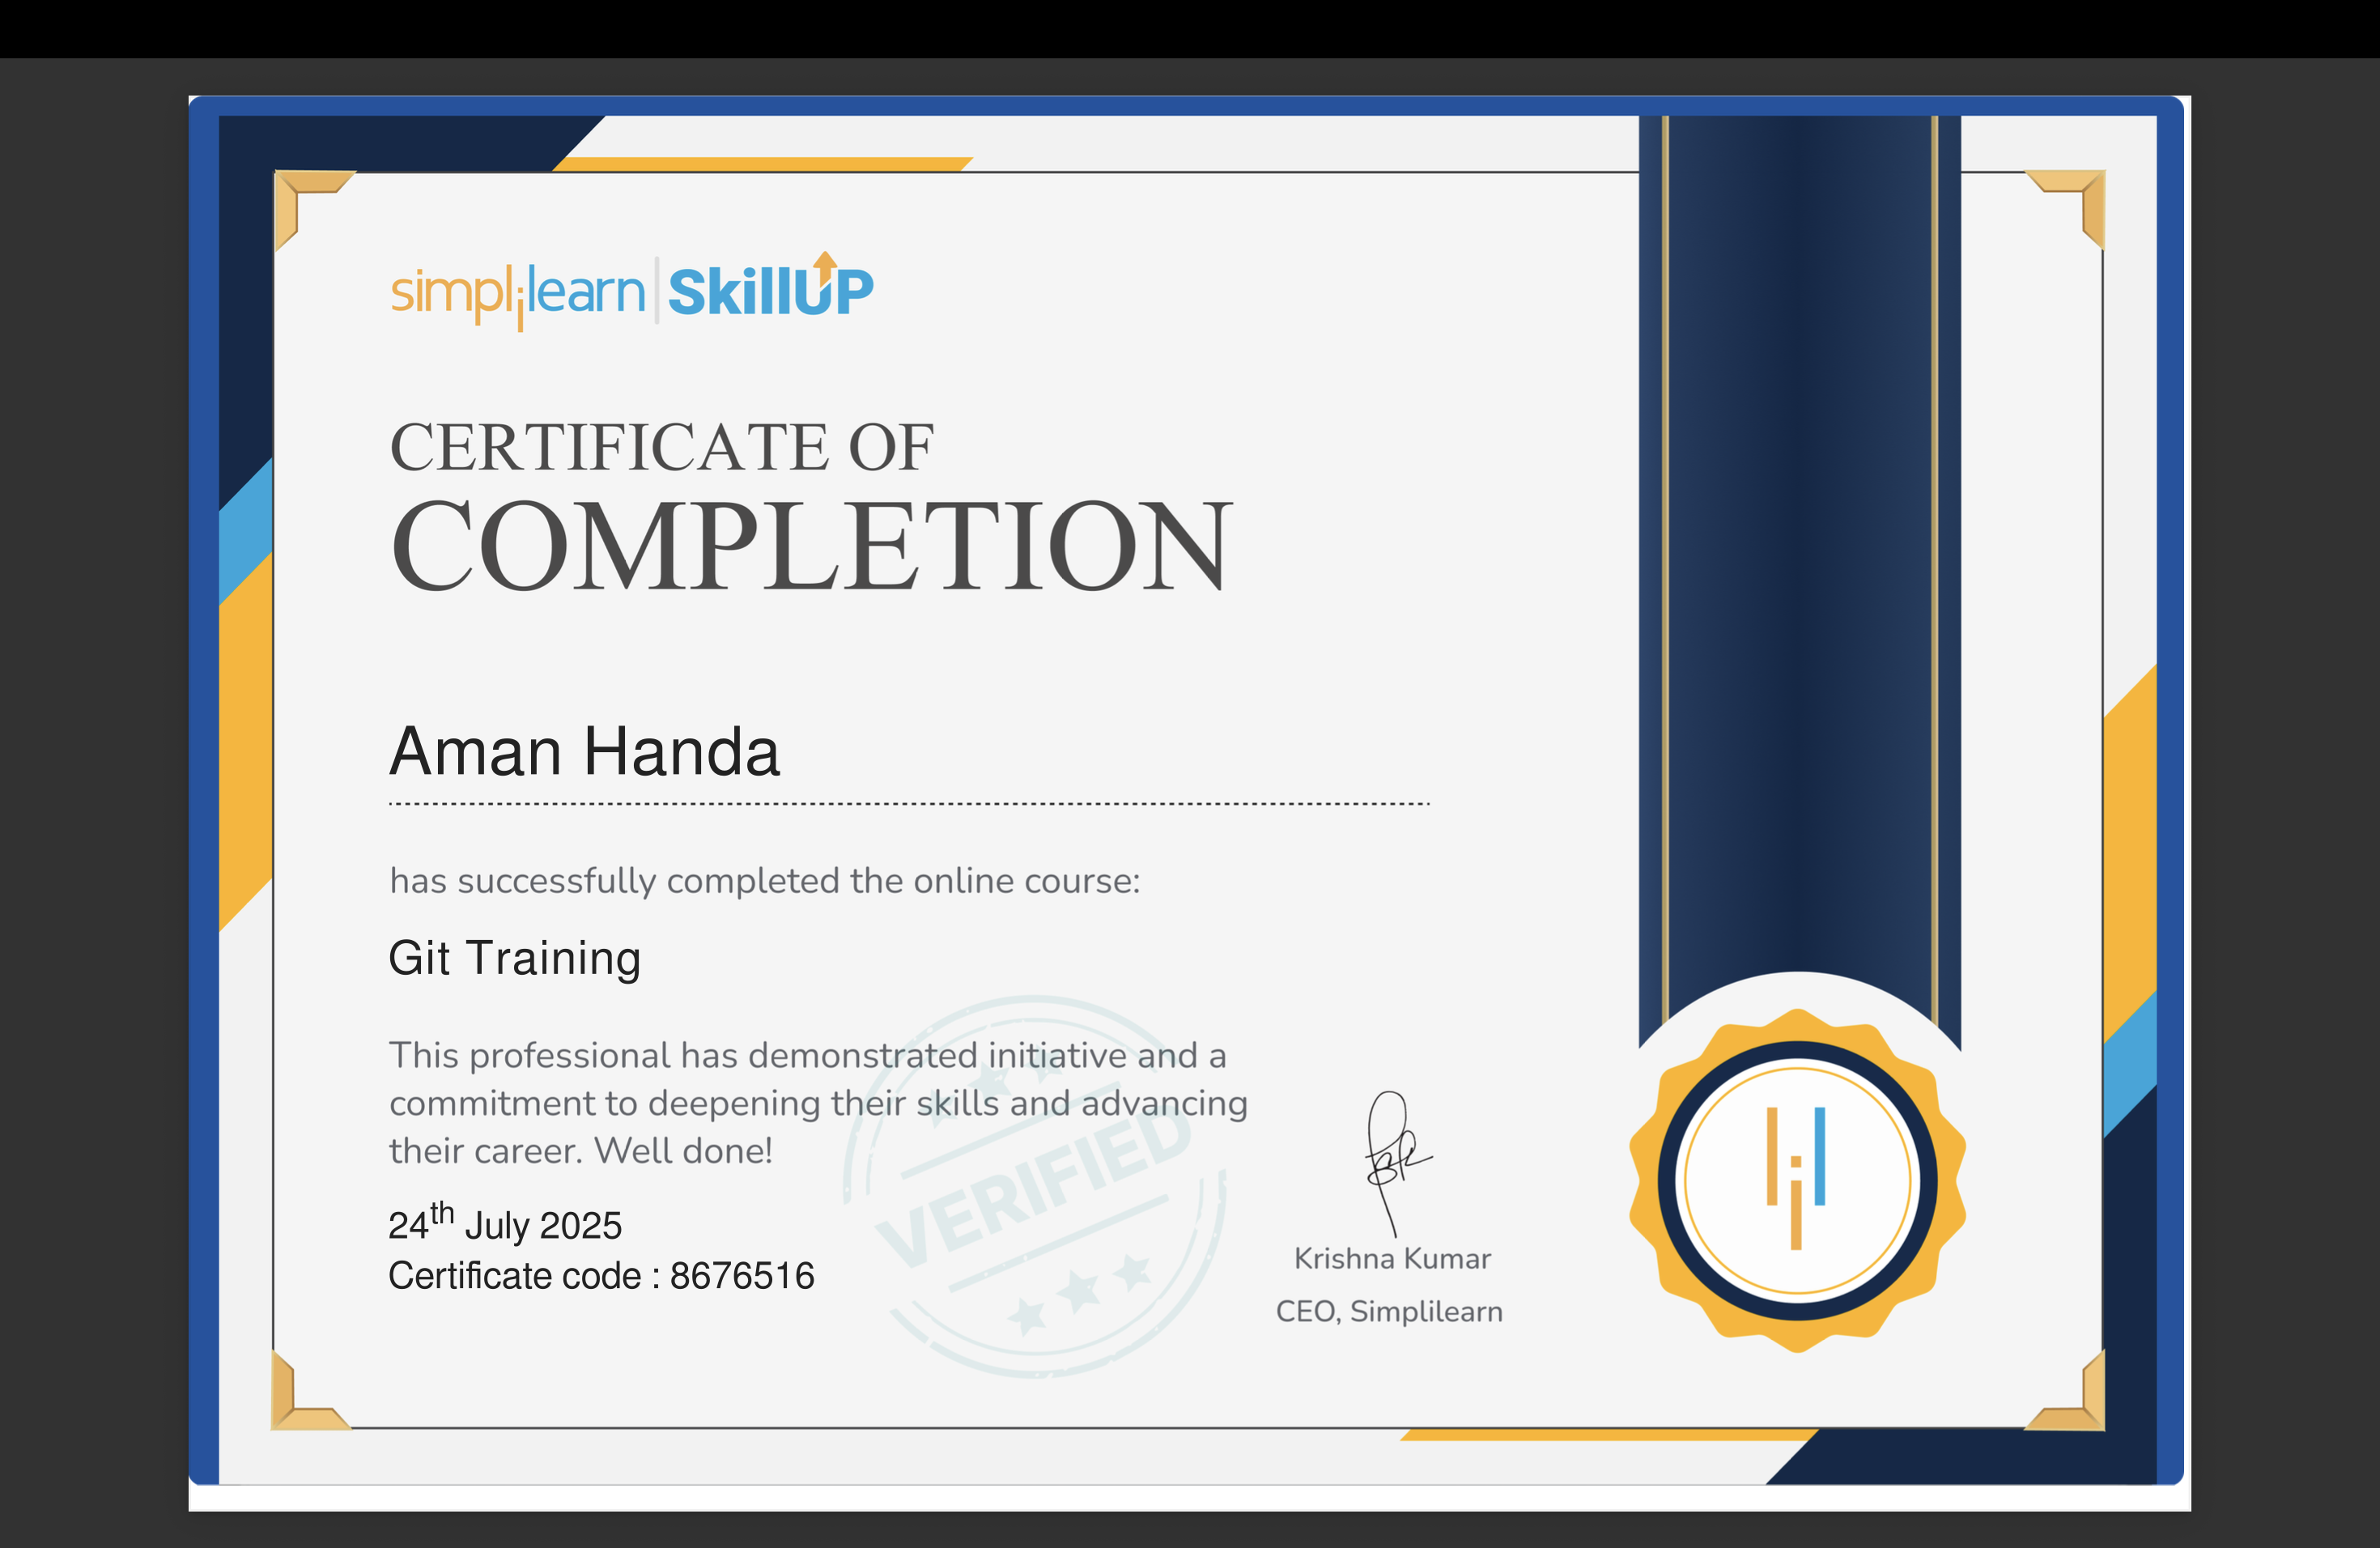 simplilearn | SkillUP
CERTIFICATE OF
COMPLETION
Aman Handa
has successfully completed the online course:
Git Training
This professional has demonstrated initiative and a
commitment to deepening their skills and advancing
their career. Well done!
VERIFIED
24th July 2025
Certificate code : 8676516
Krishna Kumar
CEO, Simplilearn